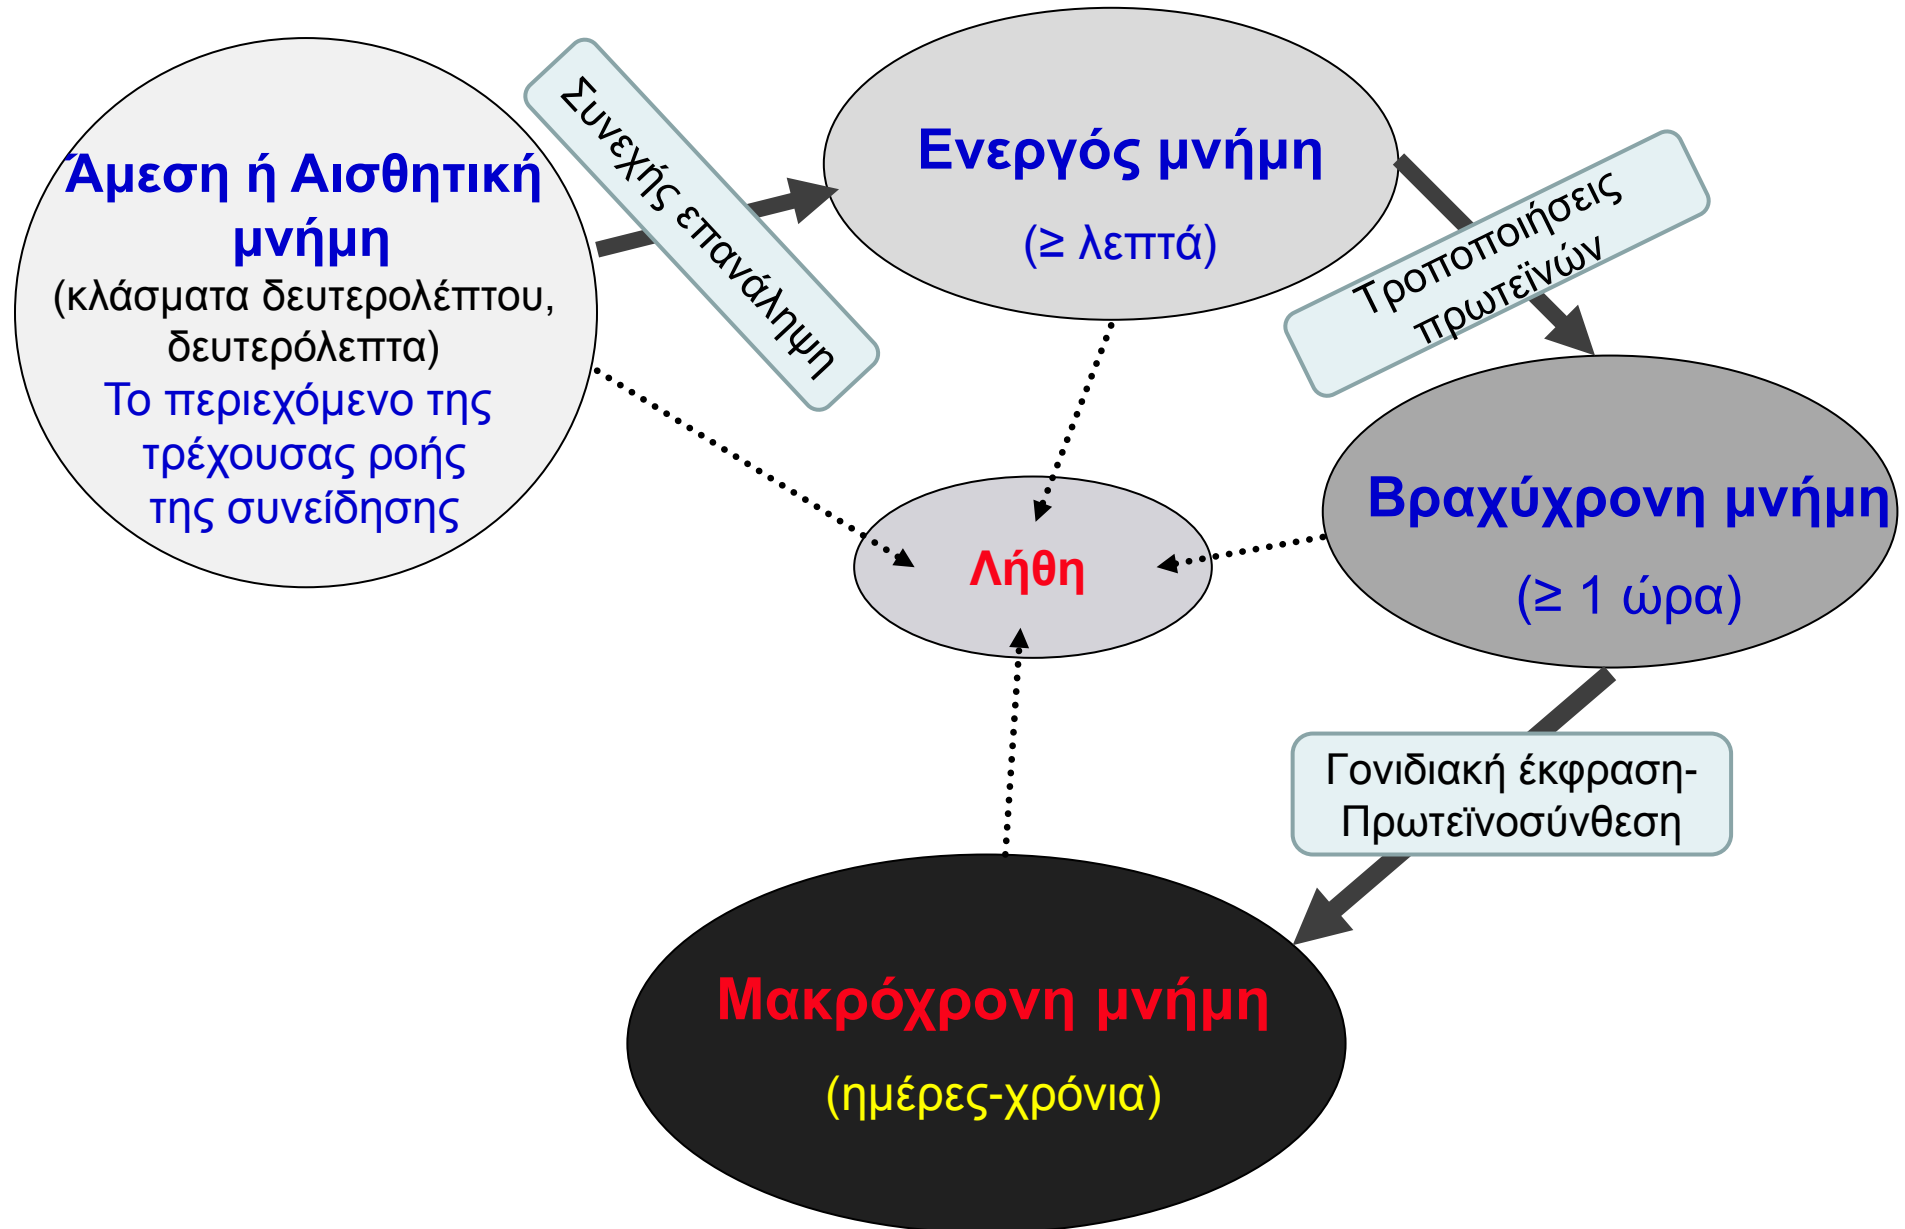 Άμεση ή Αισθητική
μνήμη
(κλάσματα δευτερολέπτου,
δευτερόλεπτα)
Το περιεχόμενο της
τρέχουσας ροής
της συνείδησης
Συνεχής επανάληψη
Ενεργός μνήμη
(≥ λεπτά)
Τροποποιήσεις
πρωτεϊνών
Βραχύχρονη μνήμη
(≥ 1 ώρα)
Λήθη
Γονιδιακή έκφραση-
Πρωτεϊνοσύνθεση
Μακρόχρονη μνήμη
(ημέρες-χρόνια)